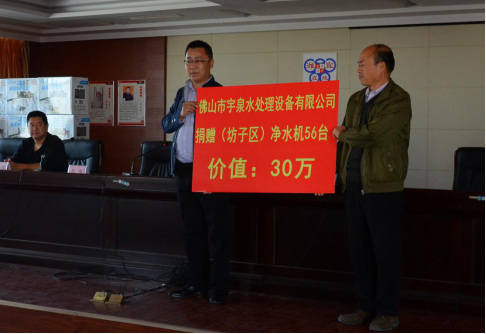 佛山市宇泉水处理设备有限公司
捐赠（坊子区）净水机56台
价值：30万